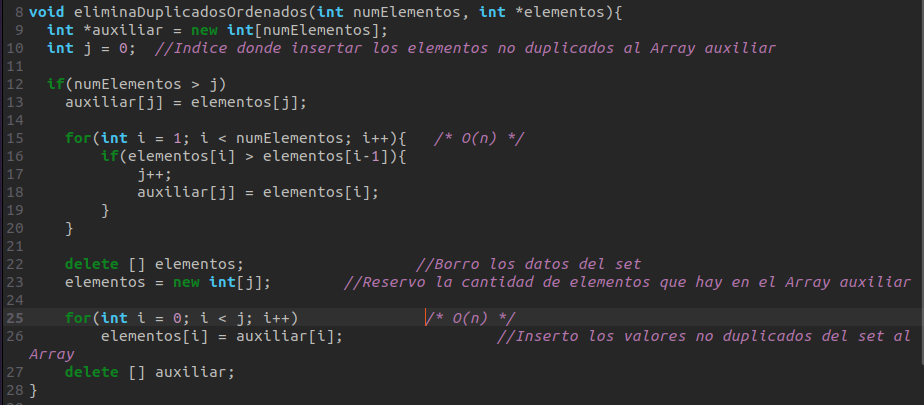 8 void eliminaDuplicadosOrdenados(int numElementos, int *elementos){
9   int *auxiliar = new int[numElementos];
10   int j = 0;  //Indice donde insertar los elementos no duplicados al Array auxiliar
11
12   if(numElementos > j)
13     auxiliar[j] = elementos[j];
14
15     for(int i = 1; i < numElementos; i++){   /* O(n) */
16         if(elementos[i] > elementos[i-1]){
17             j++;
18             auxiliar[j] = elementos[i];
19         }
20     }
21
22     delete [] elementos;                   //Borro los datos del set
23     elementos = new int[j];        //Reservo la cantidad de elementos que hay en el Array auxiliar
24
25     for(int i = 0; i < j; i++)              /* O(n) */
26         elementos[i] = auxiliar[i];                 //Inserto los valores no duplicados del set al
Array
27     delete [] auxiliar;
28 }